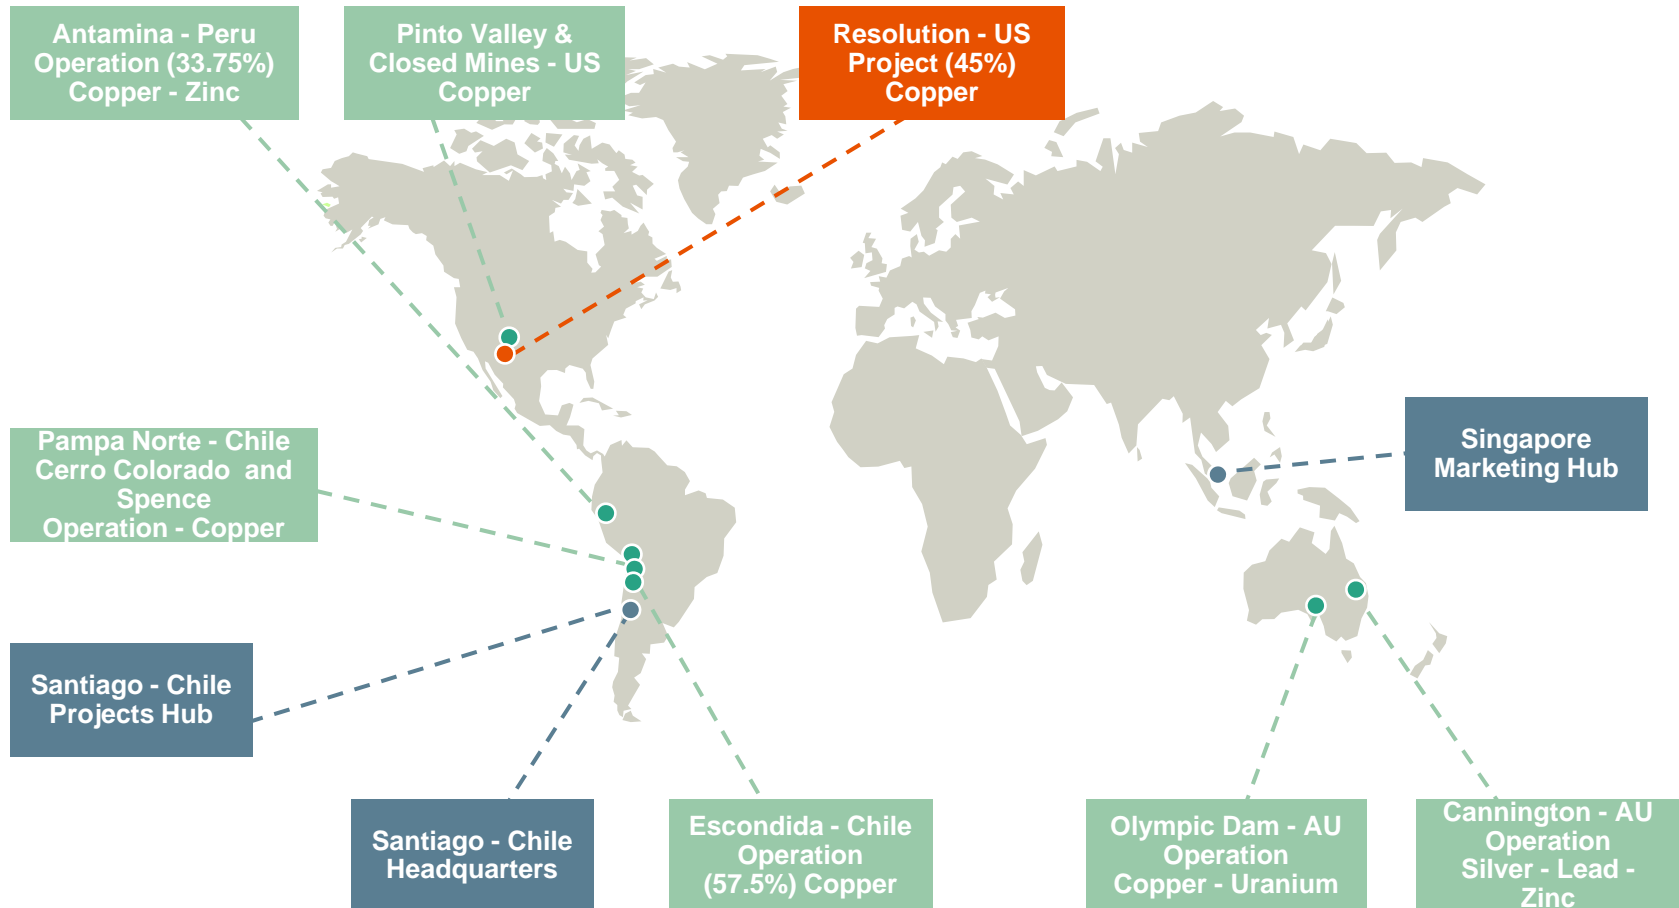 Antamina - Peru
Operation (33.75%)
Copper - Zinc
Pinto Valley &
Closed Mines - US
Copper
Resolution - US
Project (45%)
Copper
Pampa Norte - Chile
Cerro Colorado and
Spence
Operation - Copper
Singapore
Marketing Hub
Santiago - Chile
Projects Hub
Santiago - Chile
Headquarters
Escondida - Chile
Operation
(57.5%) Copper
Olympic Dam - AU
Operation
Copper - Uranium
Cannington - AU
Operation
Silver - Lead -
Zinc